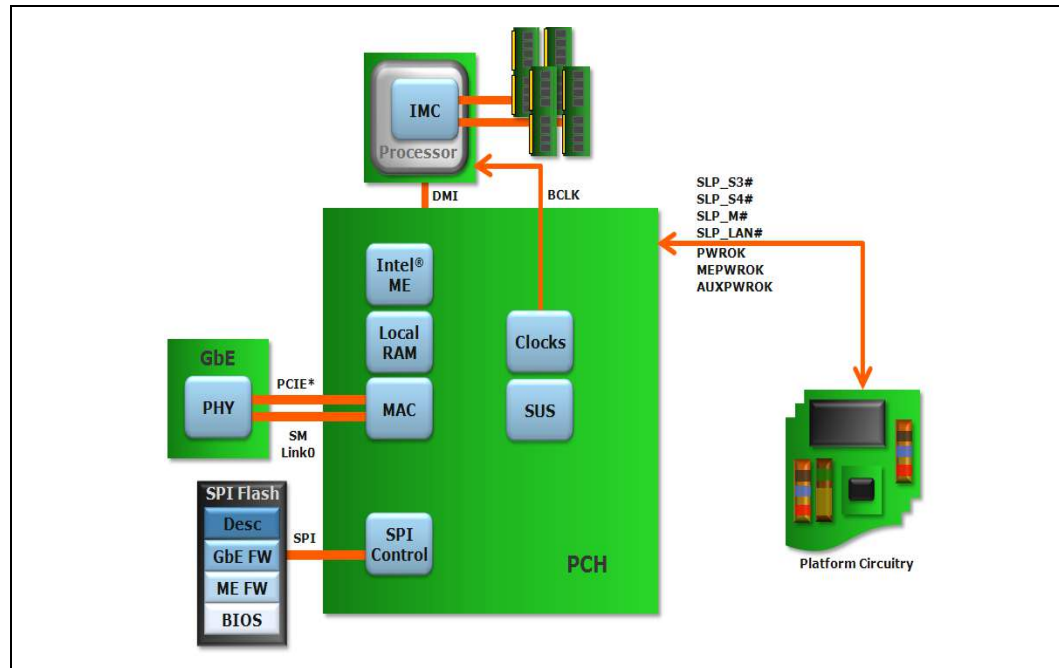 IMC
Processor
DMI
BCLK
SLP_S3#
SLP_S4#
SLP_M#
SLP_LAN#
PWROK
MEPWROK
AUXPWROK
Intel®
ME
Local
RAM
Clocks
GbE
PHY
PCIE*
SM
Link0
MAC
SUS
SPI Flash
Desc
GbE FW
ME FW
BIOS
SPI
SPI
Control
PCH
Platform Circuitry